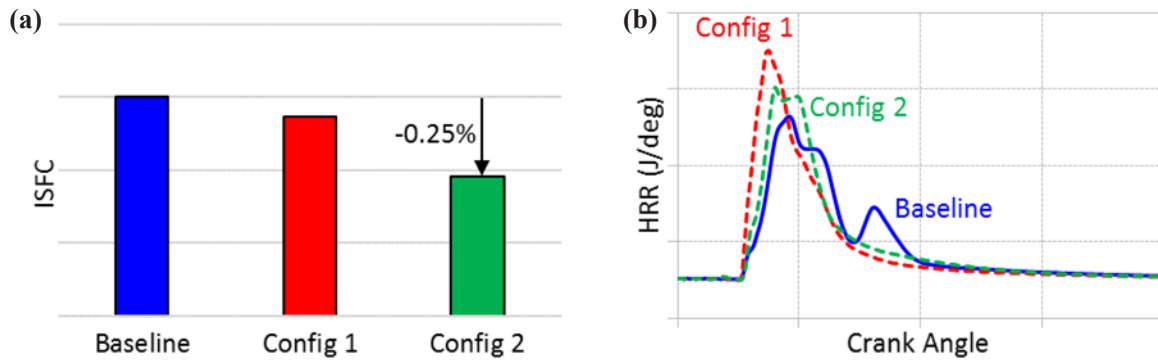 (a)
ISFC
-0.25%
Baseline
Config 1
Config 2
(b)
HRR (J/deg)
Config 1
Config 2
Baseline
Crank Angle